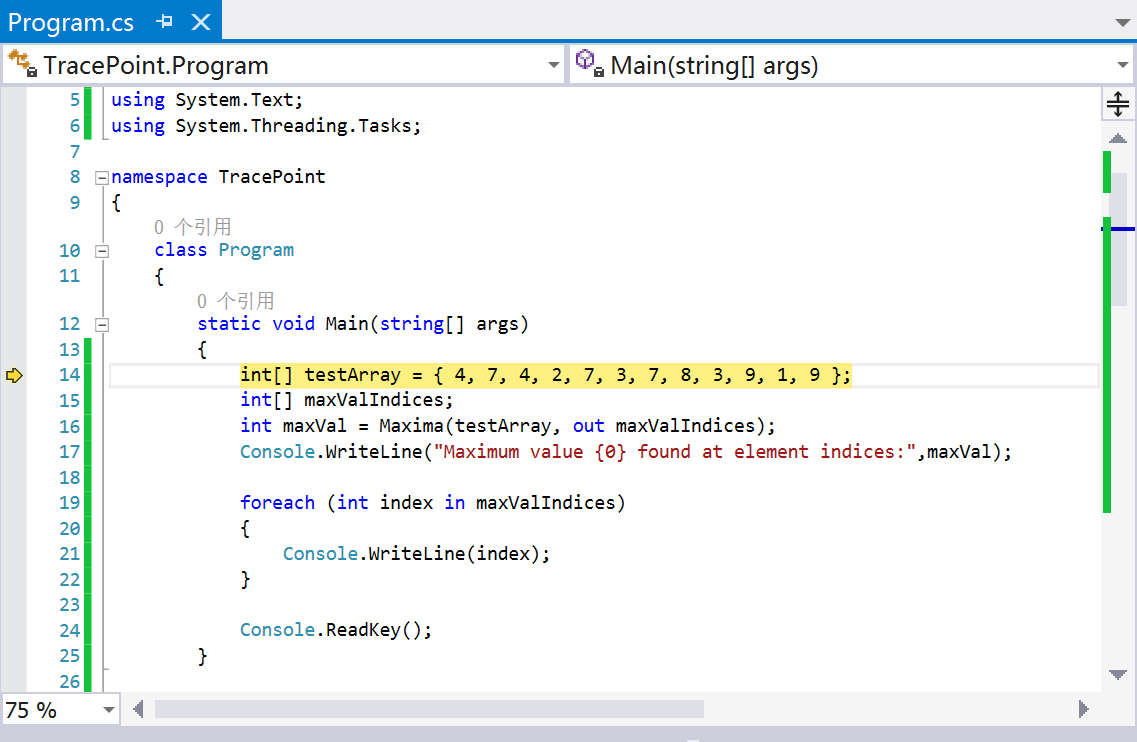 Program.cs
TracePoint.Program Main(string[] args)
5 using System.Text;
6 using System.Threading.Tasks;
7
8 namespace TracePoint
9 {
0 个引用
10 class Program
11 {
0 个引用
12 static void Main(string[] args)
13 {
14 int[] testArray = { 4, 7, 4, 2, 7, 3, 7, 8, 3, 9, 1, 9 };
15 int[] maxValIndices;
16 int maxVal = Maxima(testArray, out maxValIndices);
17 Console.WriteLine("Maximum value {0} found at element indices:",maxVal);
18
19 foreach (int index in maxValIndices)
20 {
21 Console.WriteLine(index);
22 }
23
24 Console.ReadKey();
25 }
26
75 %